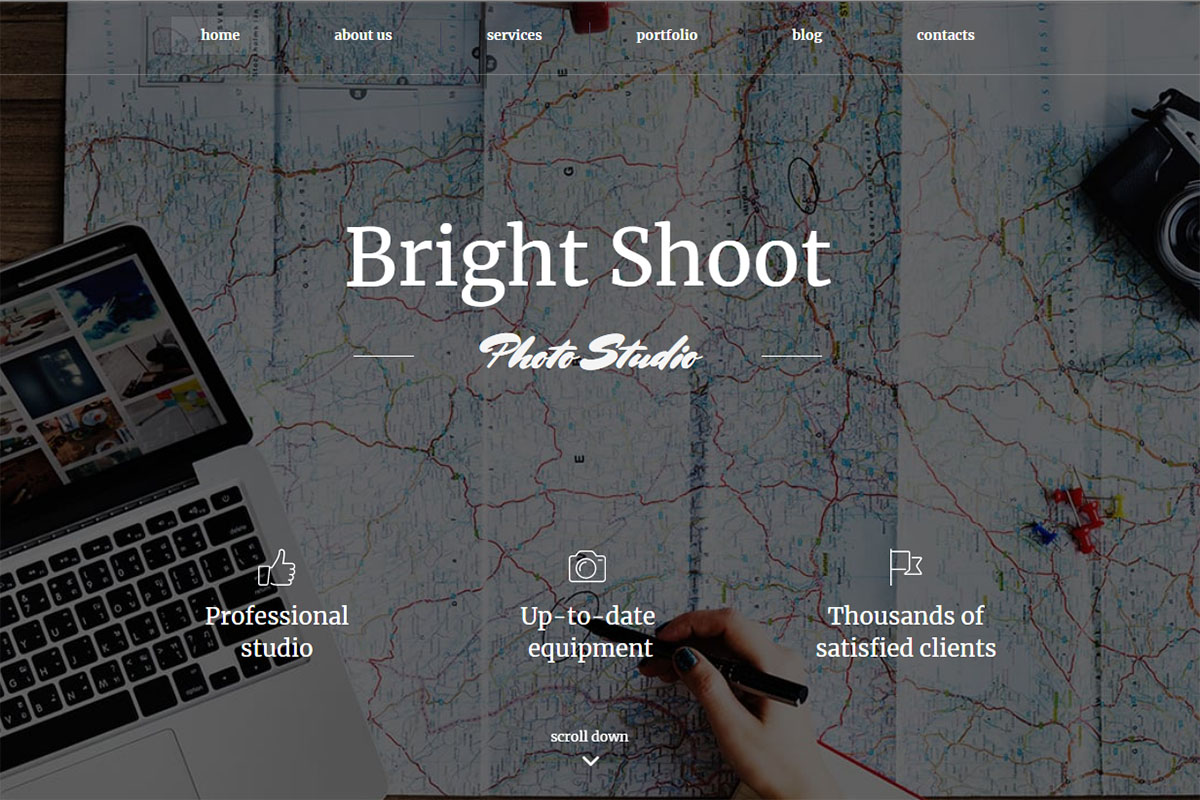 home about us services portfolio blog contacts
Bright Shoot
Photo Studio
Professional
studio
Up-to-date
equipment
Thousands of
satisfied clients
scroll down